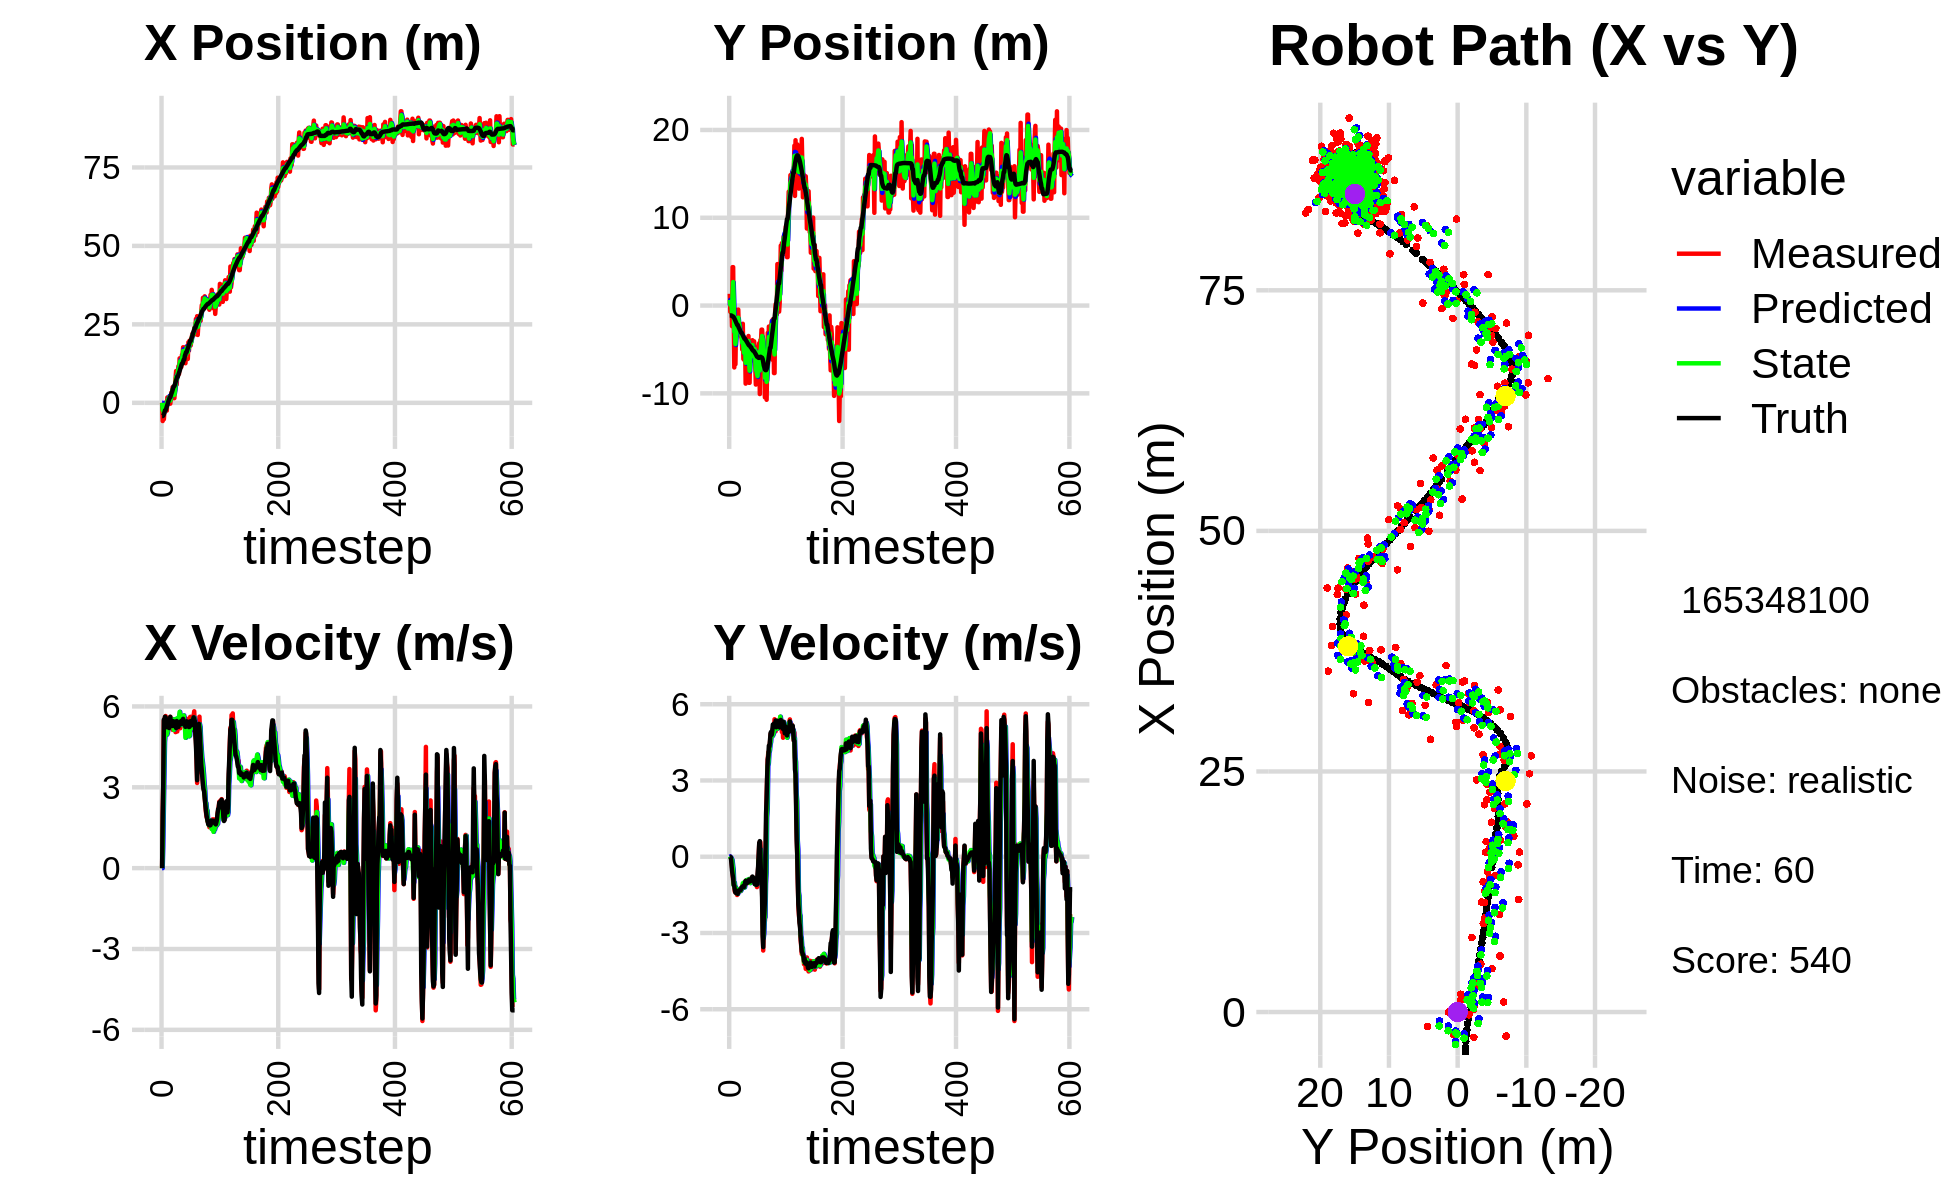 X Position (m)
75
50
25
0
0
200
400
600
timestep
Y Position (m)
20
10
0
-10
0
200
400
600
timestep
X Velocity (m/s)
6
3
0
-3
-6
0
200
400
600
timestep
Y Velocity (m/s)
6
3
0
-3
-6
0
200
400
600
timestep
Robot Path (X vs Y)
X Position (m)
75
50
25
0
20 10 0 -10 -20
Y Position (m)
variable
Measured
Predicted
State
Truth
165348100
Obstacles: none
Noise: realistic
Time: 60
Score: 540